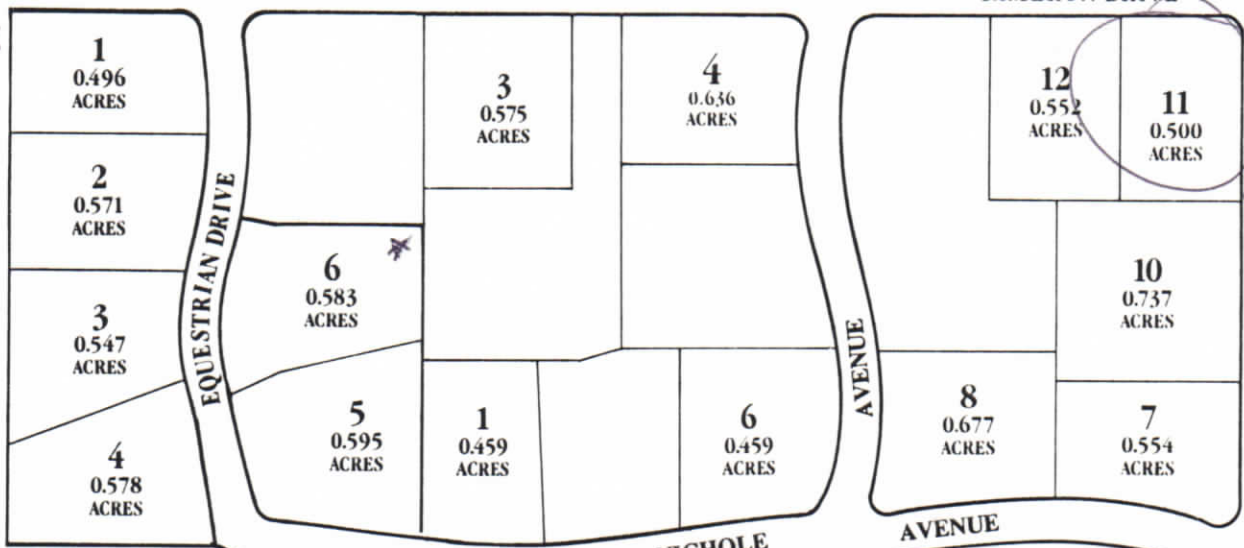 1
0.496
ACRES
2
0.571
ACRES
3
0.547
ACRES
4
0.578
ACRES
EQUESTRIAN DRIVE
6
0.583
ACRES
5
0.595
ACRES
3
0.575
ACRES
4
0.636
ACRES
1
0.459
ACRES
6
0.459
ACRES
AVENUE
12
0.552
ACRES
11
0.500
ACRES
10
0.737
ACRES
8
0.677
ACRES
7
0.554
ACRES
AVENUE